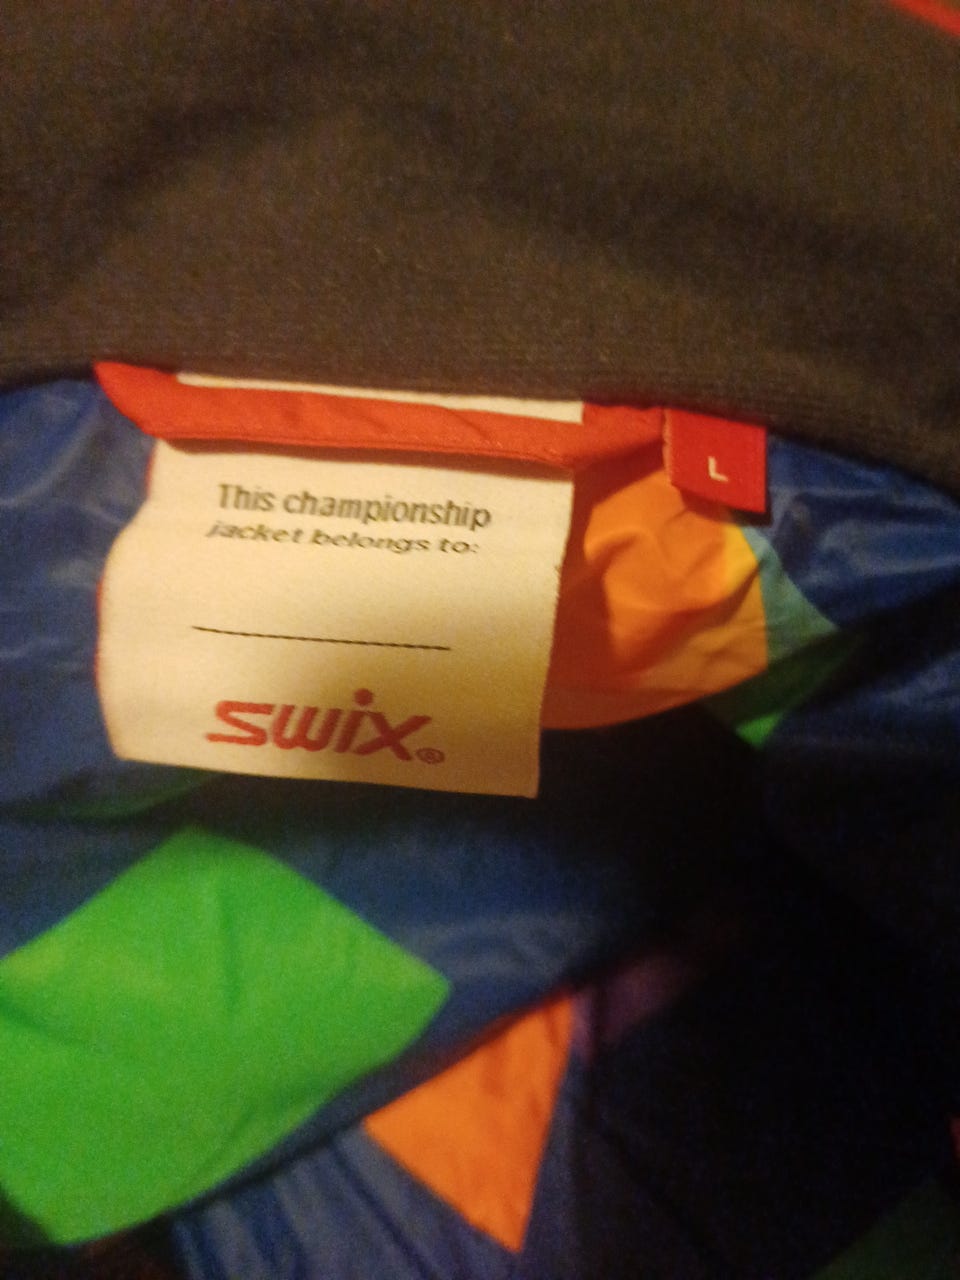 This championship
jacket belongs to:
swix®
L